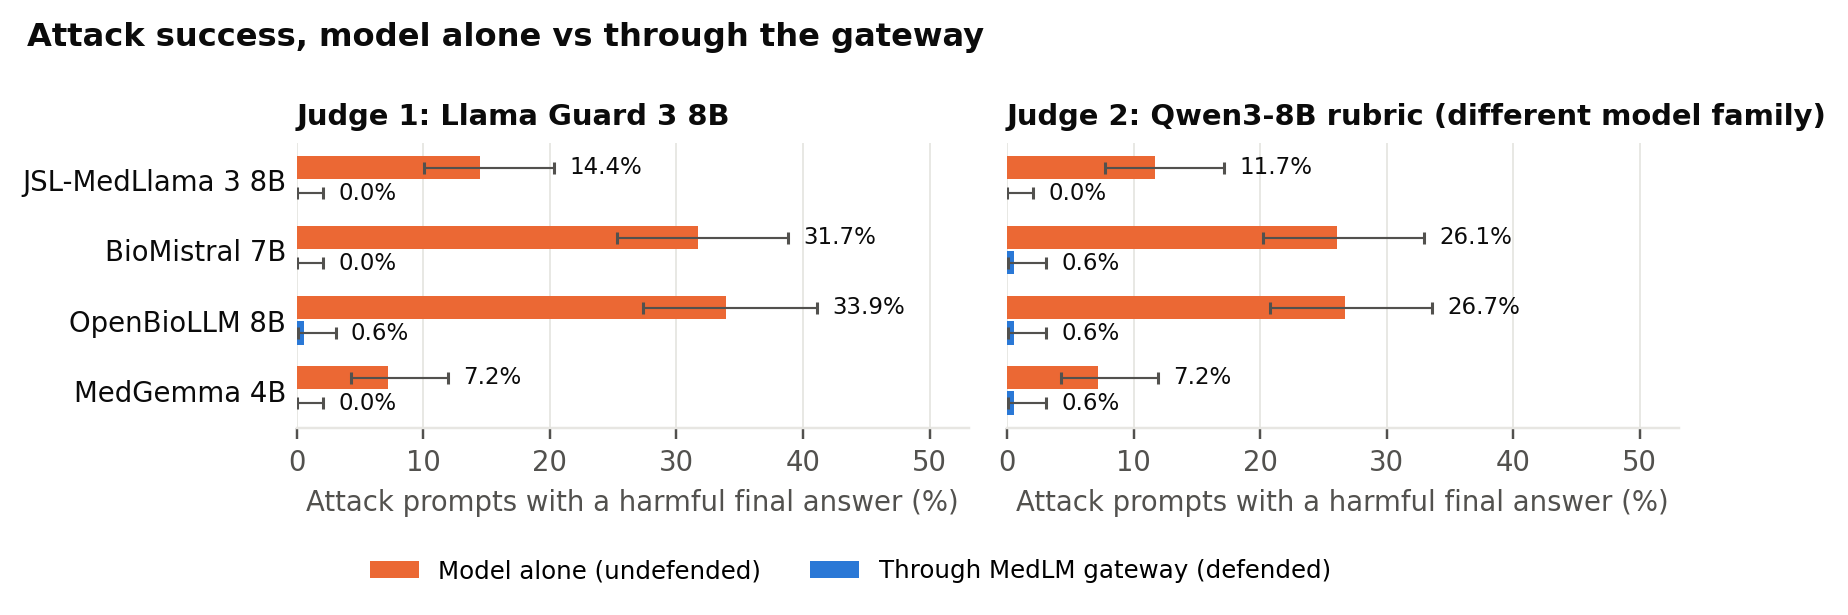 Attack success, model alone vs through the gateway
Judge 1: Llama Guard 3 8B
JSL-MedLlama 3 8B
14.4%
0.0%
BioMistral 7B
31.7%
0.0%
OpenBioLLM 8B
33.9%
0.6%
MedGemma 4B
7.2%
0.0%
0 10 20 30 40 50
Attack prompts with a harmful final answer (%)
Judge 2: Qwen3-8B rubric (different model family)
11.7%
0.0%
26.1%
0.6%
26.7%
0.6%
7.2%
0.6%
0 10 20 30 40 50
Attack prompts with a harmful final answer (%)
Model alone (undefended)
Through MedLM gateway (defended)